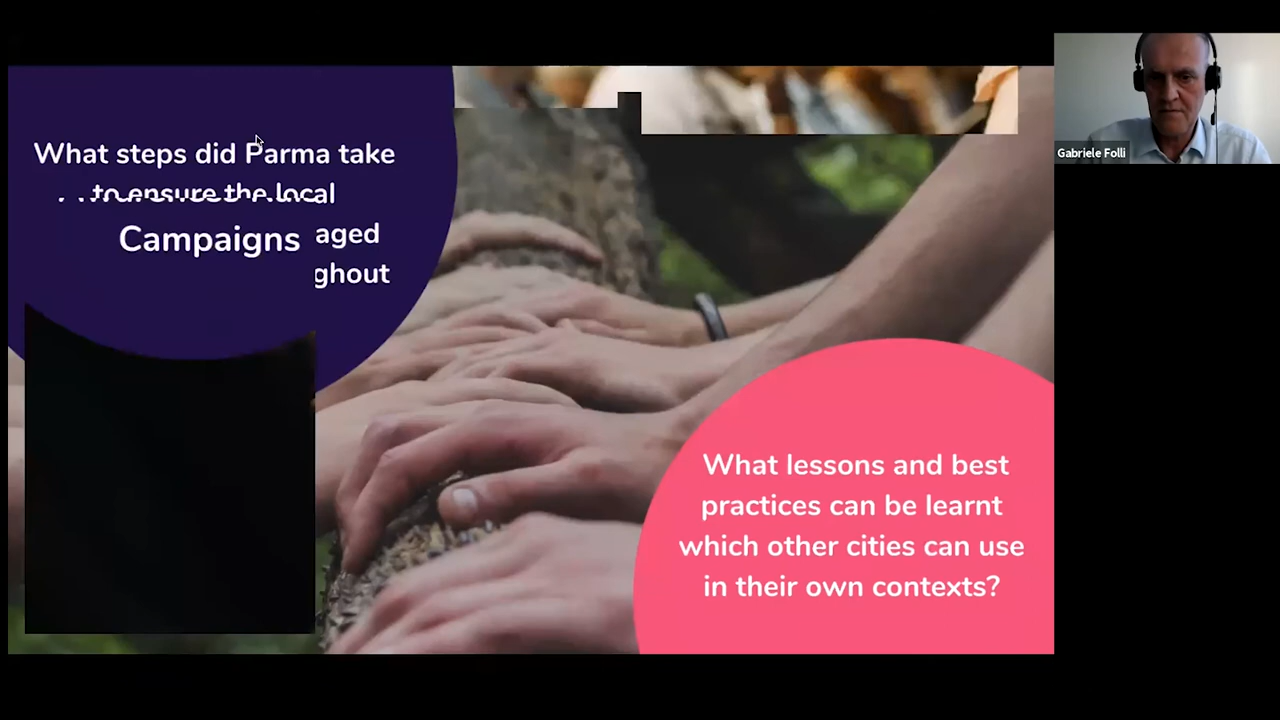 What steps did Parma take
to ensure the local
Campaigns
aged
ghout
What lessons and best
practices can be learnt
which other cities can use
in their own contexts?
Gabriele Folli